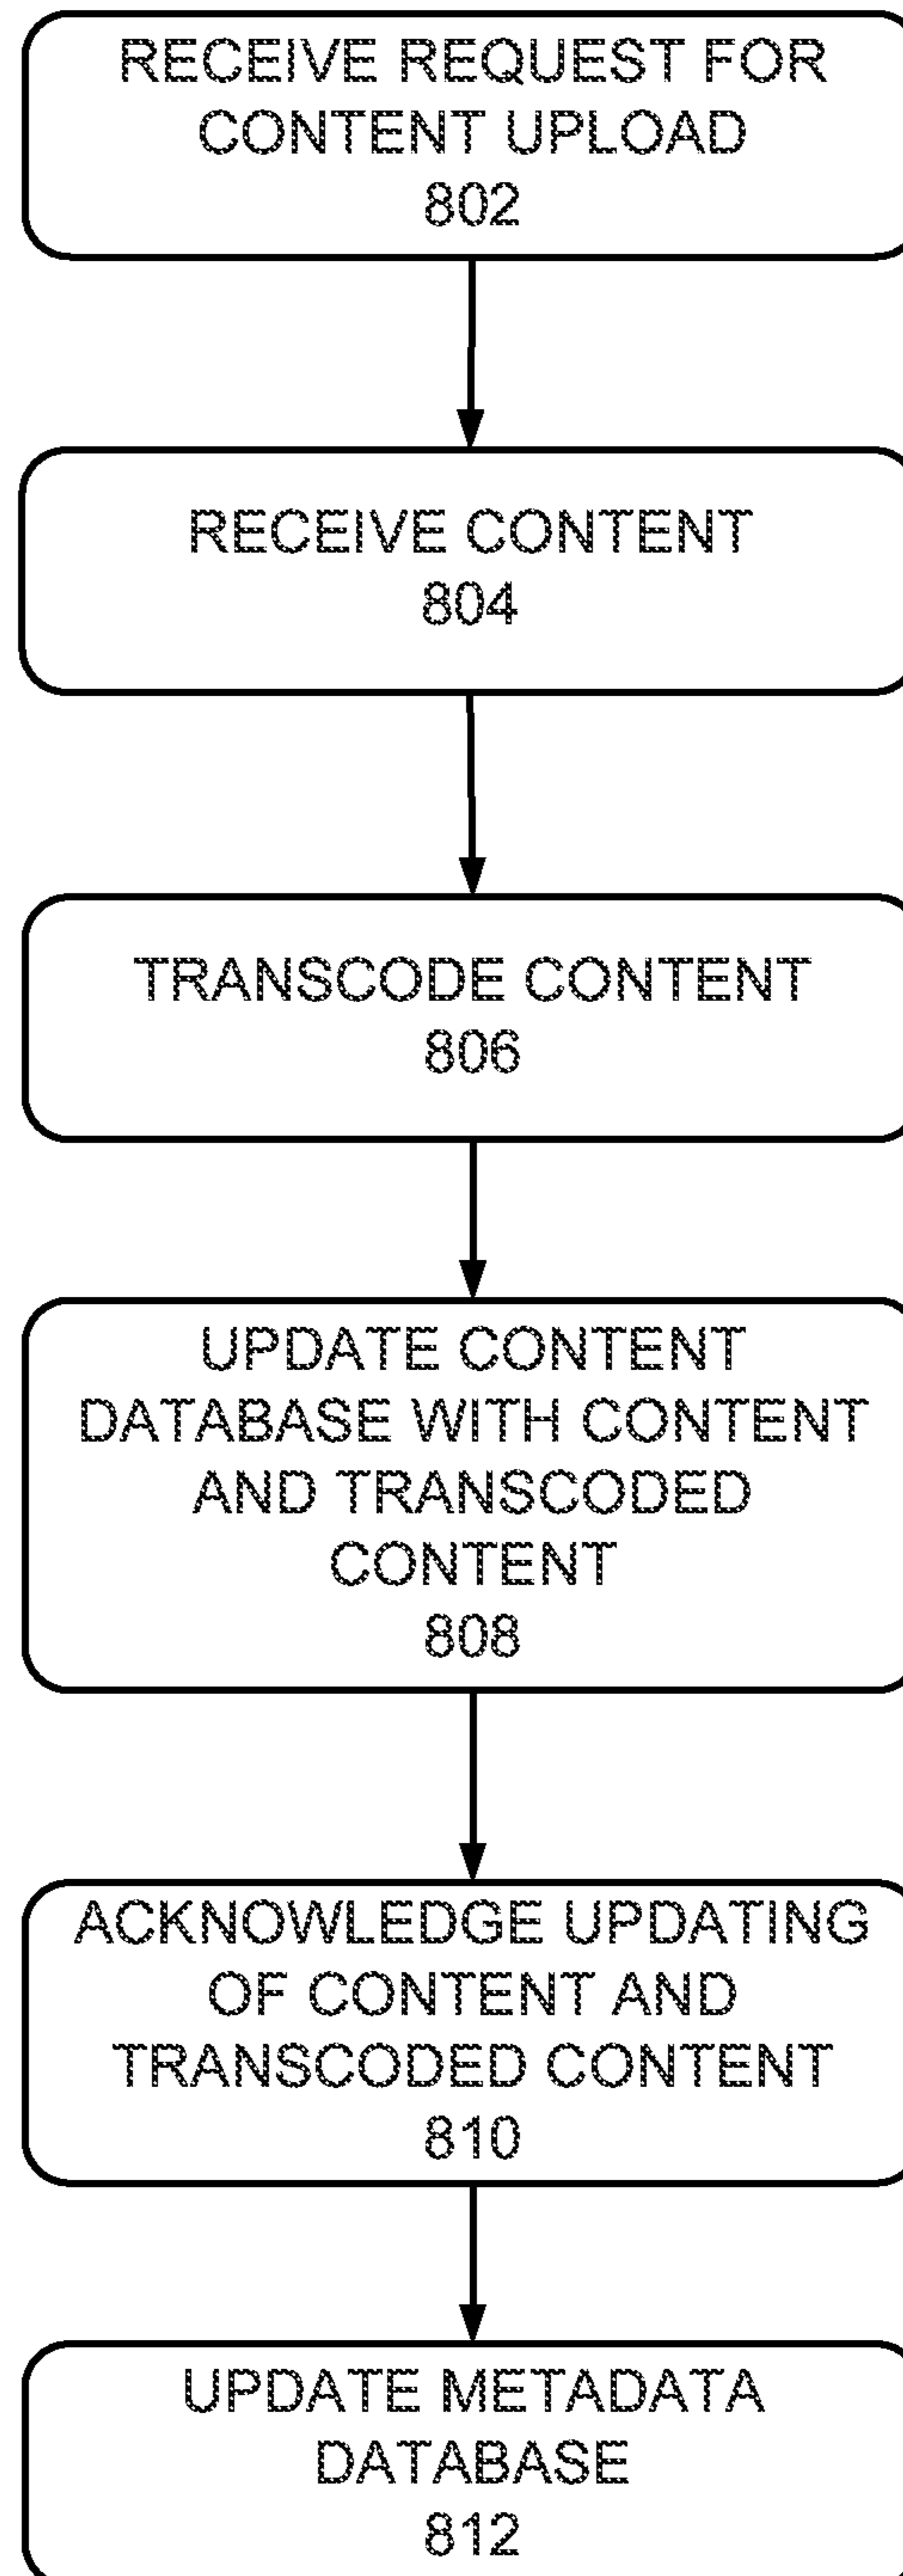 RECEIVE REQUEST FOR
CONTENT UPLOAD
802
RECEIVE CONTENT
804
TRANSCODE CONTENT
806
UPDATE CONTENT
DATABASE WITH CONTENT
AND TRANSCODED
CONTENT
808
ACKNOWLEDGE UPDATING
OF CONTENT AND
TRANSCODED CONTENT
810
UPDATE METADATA
DATABASE
812